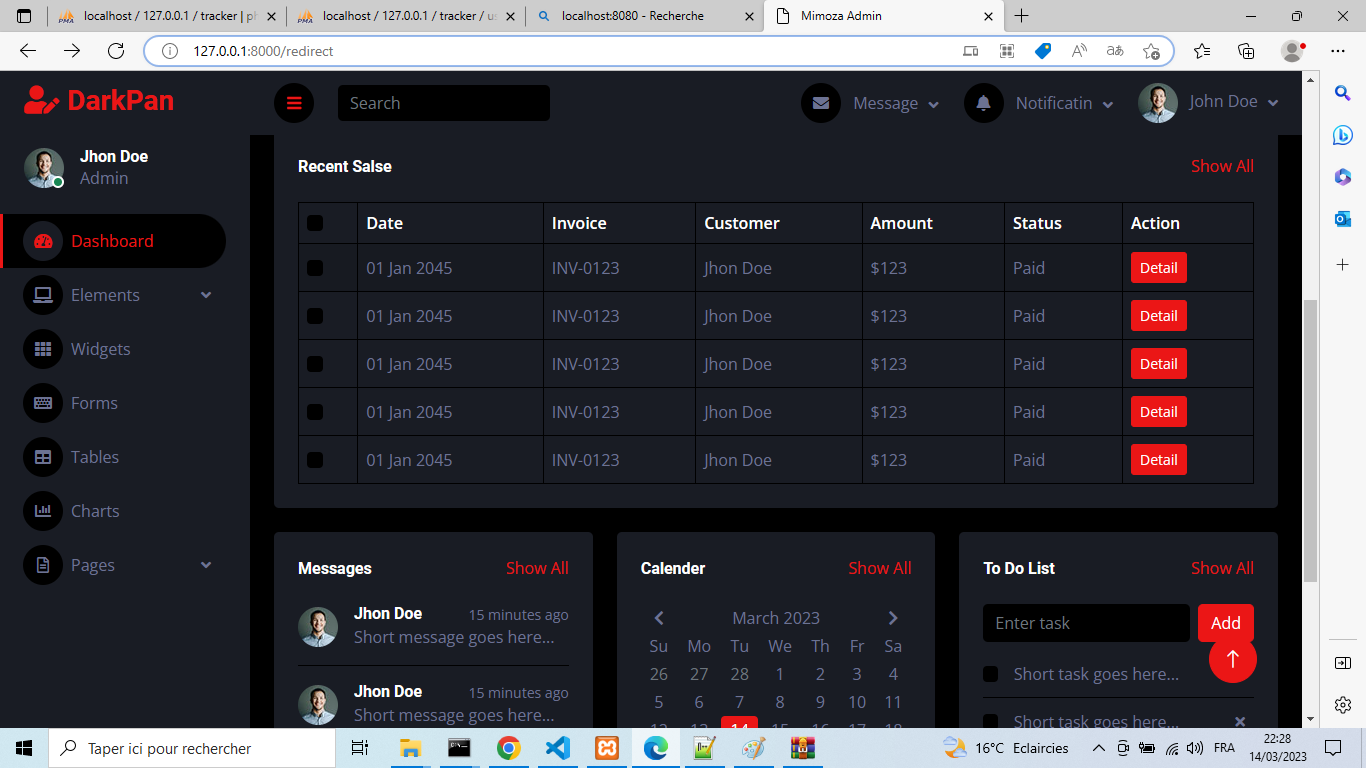 localhost / 127.0.0.1 / tracker | ph
localhost / 127.0.0.1 / tracker / us
localhost:8080 - Recherche
Mimoza Admin
127.0.0.1:8000/redirect
DarkPan
Search
Message
Notificatin
John Doe
Jhon Doe
Admin
Dashboard
Elements
Widgets
Forms
Tables
Charts
Pages
Recent Salse
Show All
Date Invoice Customer Amount Status Action
01 Jan 2045 INV-0123 Jhon Doe $123 Paid Detail
01 Jan 2045 INV-0123 Jhon Doe $123 Paid Detail
01 Jan 2045 INV-0123 Jhon Doe $123 Paid Detail
01 Jan 2045 INV-0123 Jhon Doe $123 Paid Detail
01 Jan 2045 INV-0123 Jhon Doe $123 Paid Detail
Messages Show All
Jhon Doe 15 minutes ago
Short message goes here...
Jhon Doe 15 minutes ago
Short message goes here...
Calender Show All
March 2023
Su Mo Tu We Th Fr Sa
26 27 28 1 2 3 4
5 6 7 8 9 10 11
12 13 14 15 16 17 18
To Do List Show All
Enter task Add
Short task goes here...
Short task goes here...
Taper ici pour rechercher
16°C Eclaircies
FRA
22:28
14/03/2023